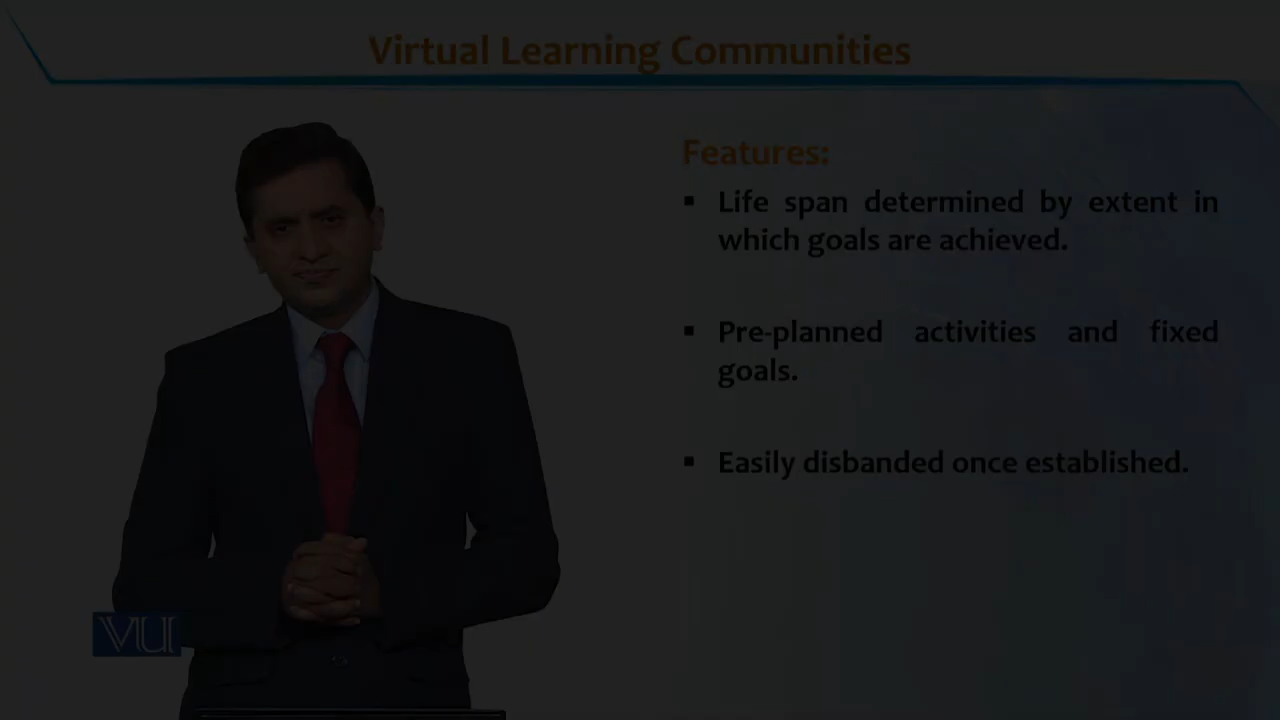 Virtual Learning Communities
Features:
▪ Life span determined by extent in
which goals are achieved.
▪ Pre-planned activities and fixed
goals.
▪ Easily disbanded once established.
VU